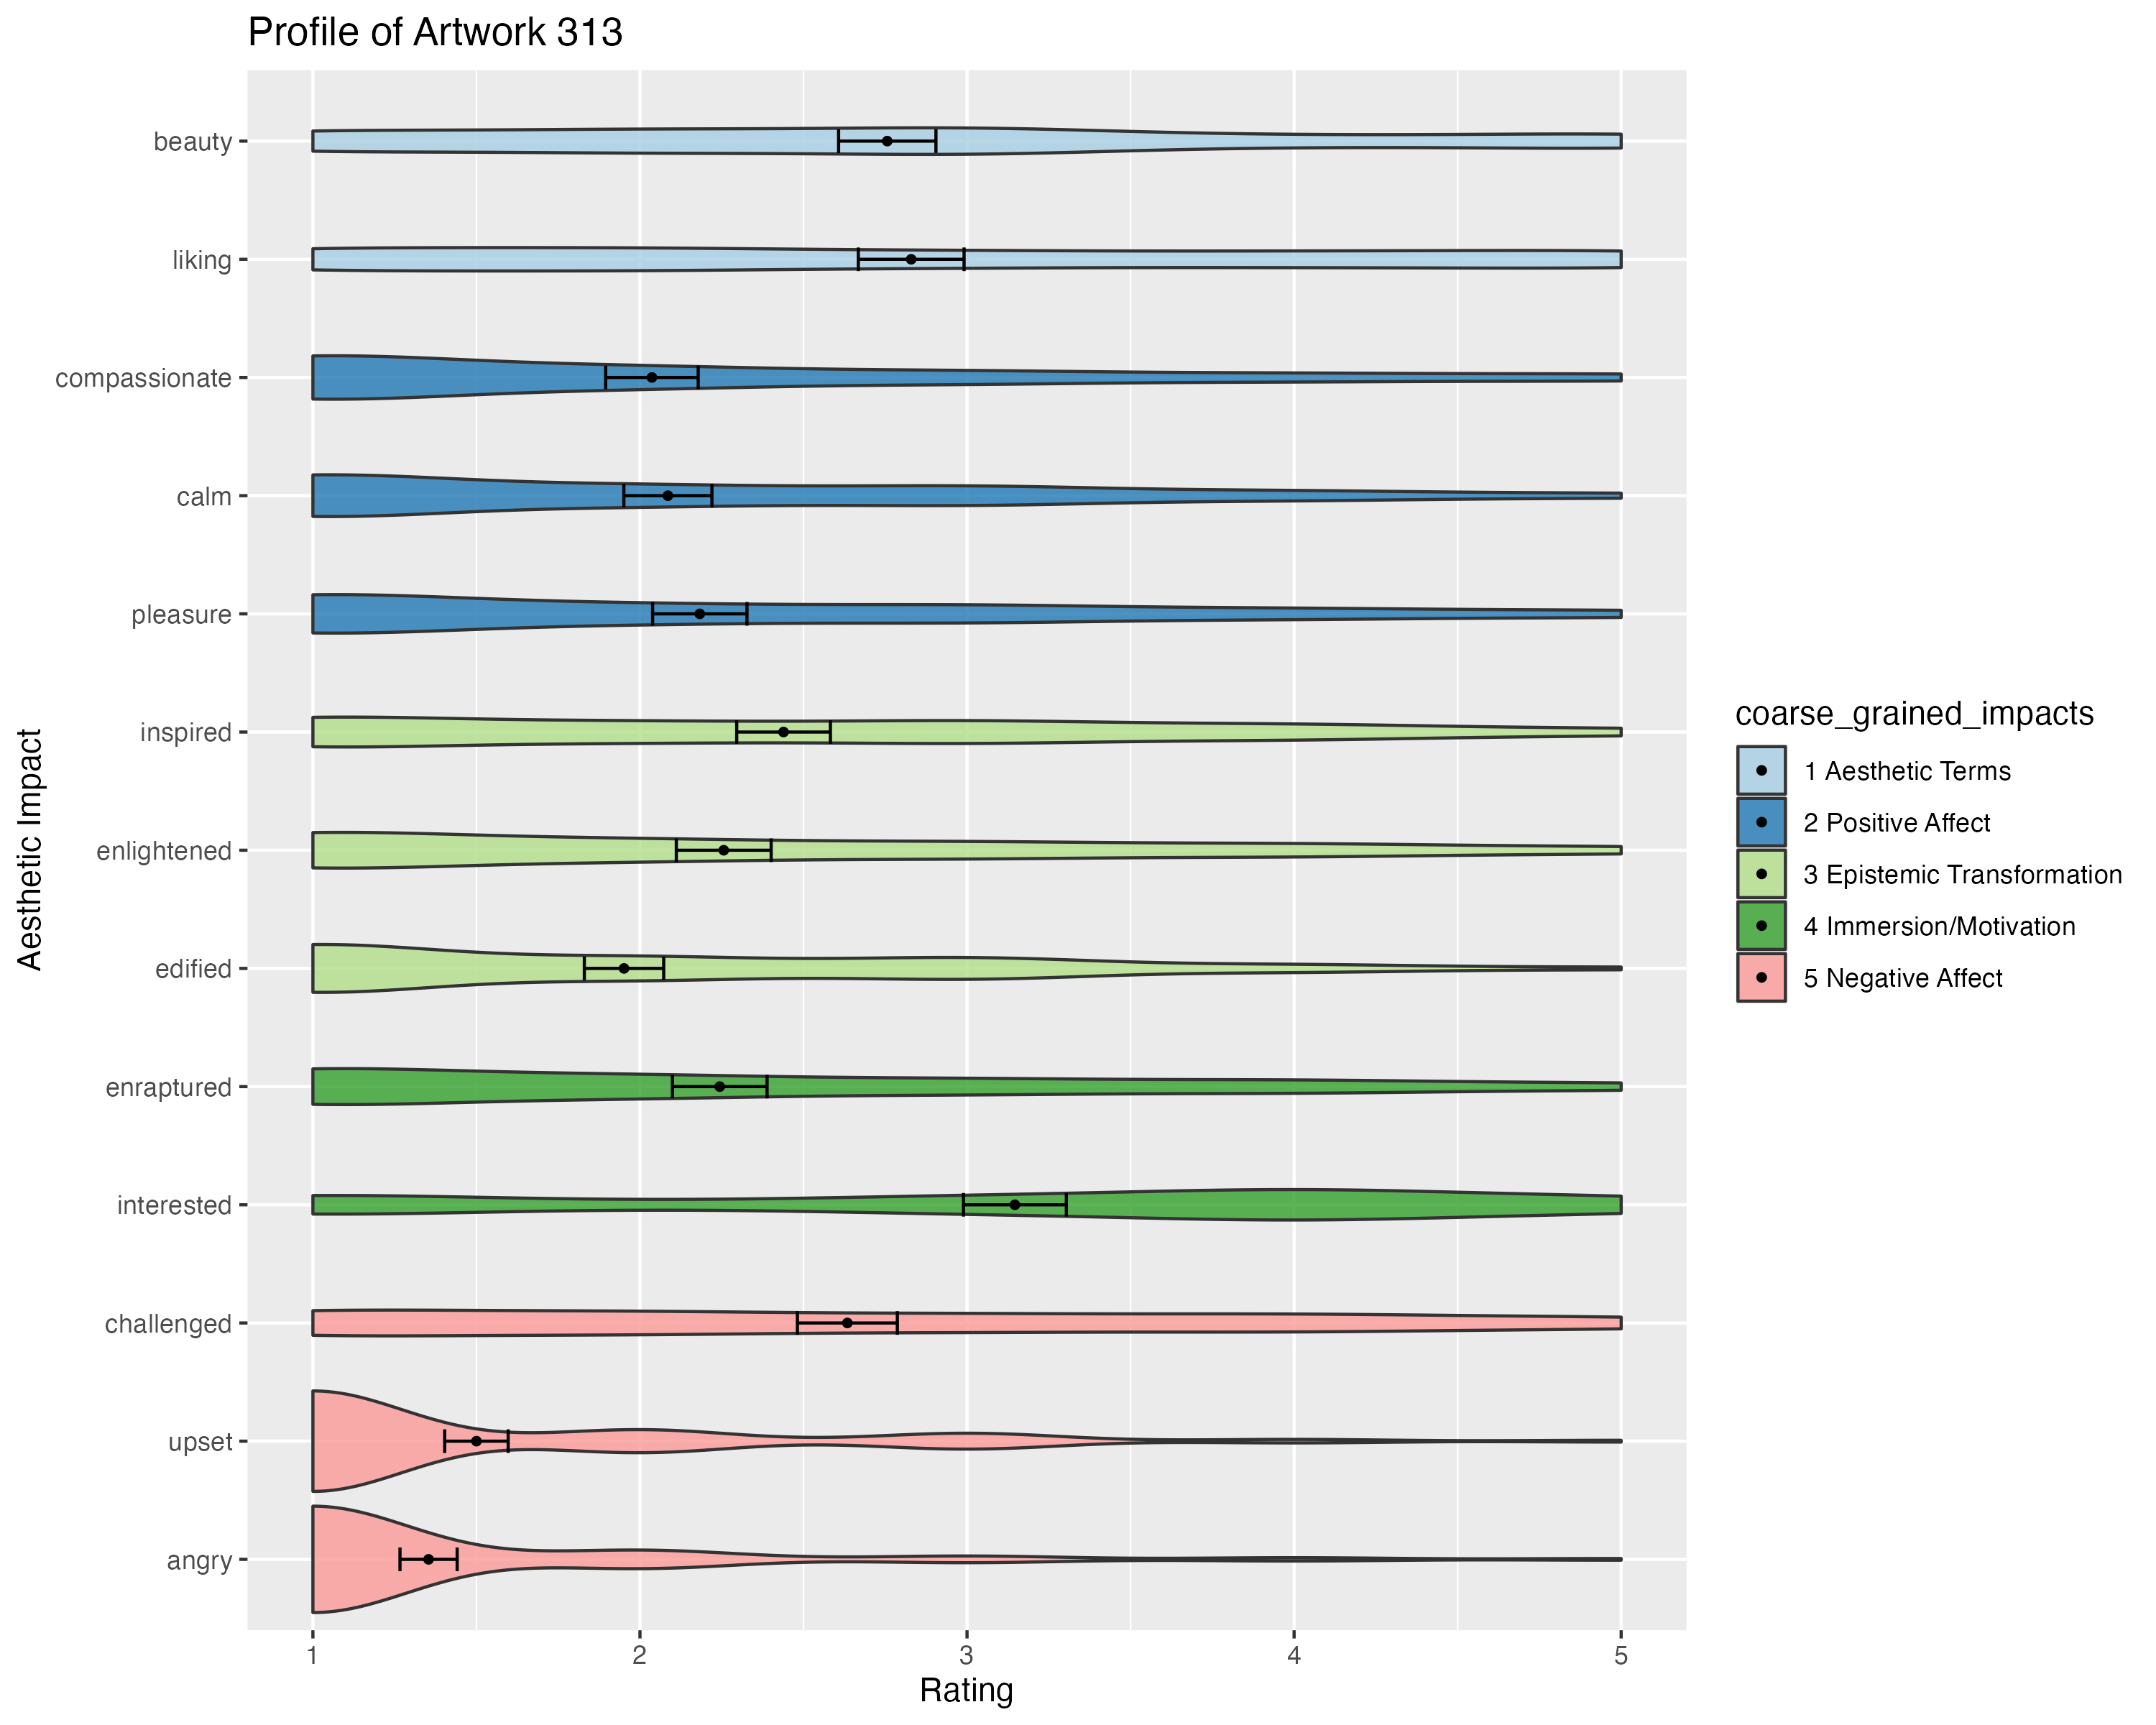 Profile of Artwork 313
Aesthetic Impact
beauty
liking
compassionate
calm
pleasure
inspired
enlightened
edified
enraptured
interested
challenged
upset
angry
1 2 3 4 5
Rating
coarse_grained_impacts
1 Aesthetic Terms
2 Positive Affect
3 Epistemic Transformation
4 Immersion/Motivation
5 Negative Affect